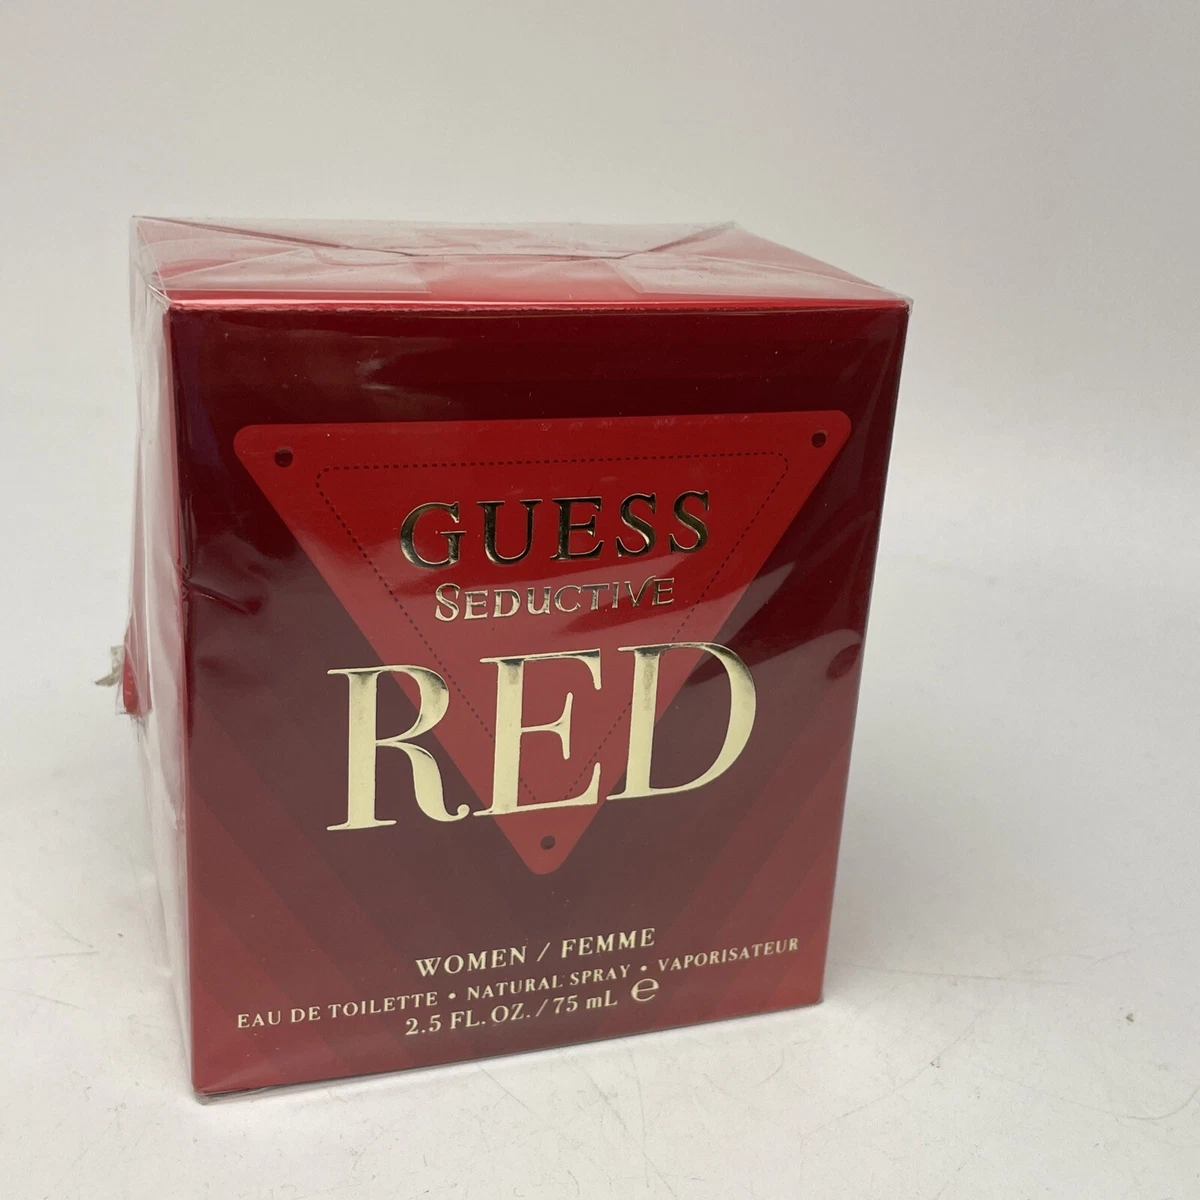 GUESS
SEDUCTIVE
RED
WOMEN / FEMME
EAU DE TOILETTE • NATURAL SPRAY • VAPORISATEUR
2.5 FL. OZ. / 75 mL ℮